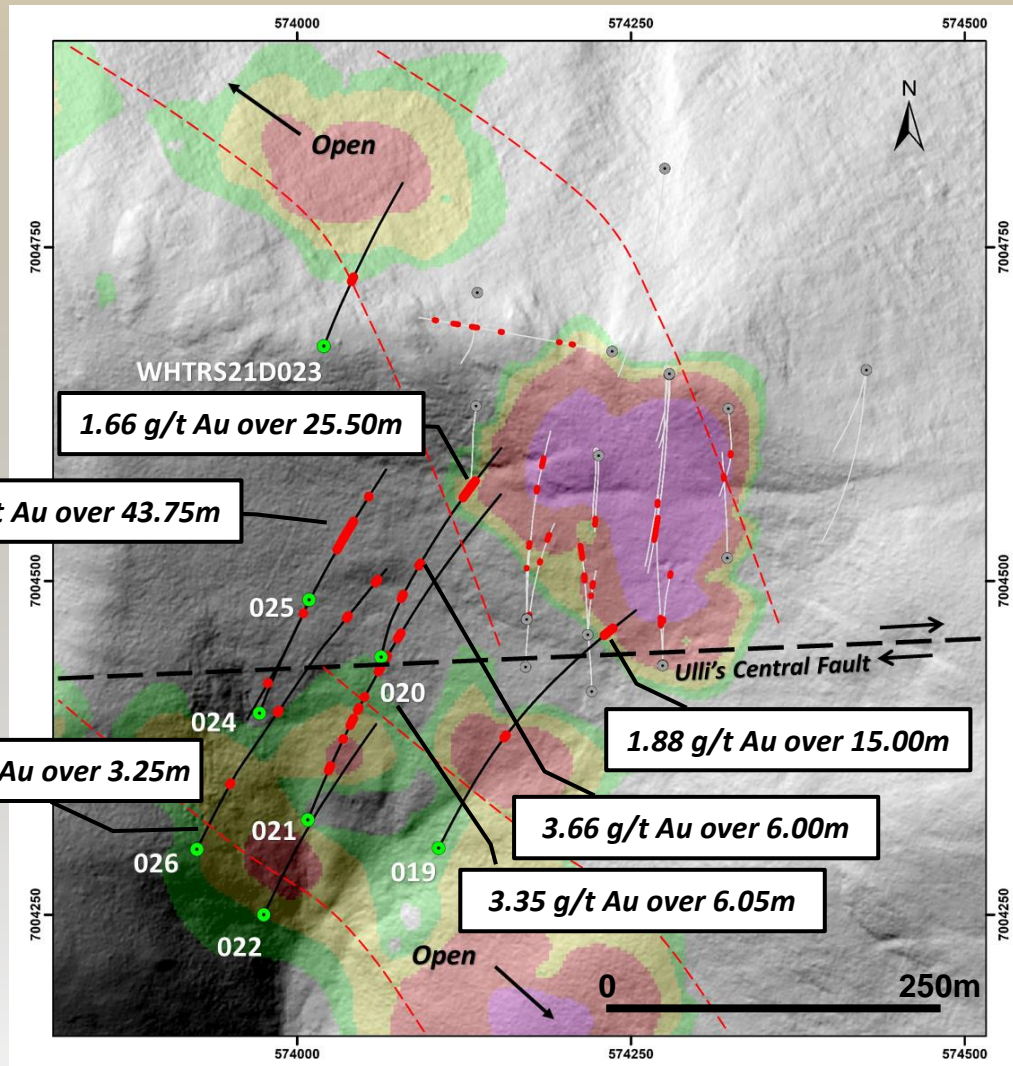 574000
574250
574500
N
Open
7004750
7004750
WHTRS21D023
1.66 g/t Au over 25.50m
t Au over 43.75m
7004500
7004500
025
Ulli's Central Fault
020
024
1.88 g/t Au over 15.00m
Au over 3.25m
3.66 g/t Au over 6.00m
021
026
019
3.35 g/t Au over 6.05m
7004250
7004250
022
Open
0
250m
574000
574250
574500